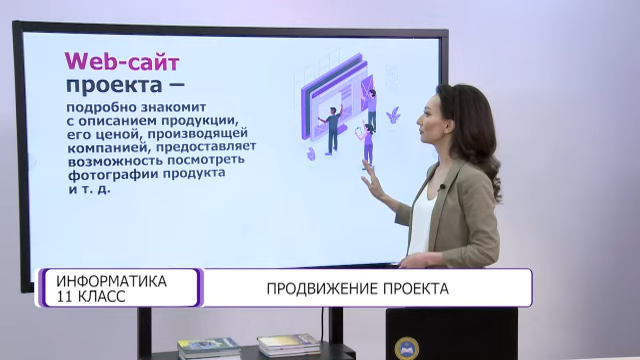 Web-сайт
проекта –
подробно знакомит
с описанием продукции,
его ценой, производящей
компанией, предоставляет
возможность посмотреть
фотографии продукта
и т. д.
ИНФОРМАТИКА
11 КЛАСС
ПРОДВИЖЕНИЕ ПРОЕКТА